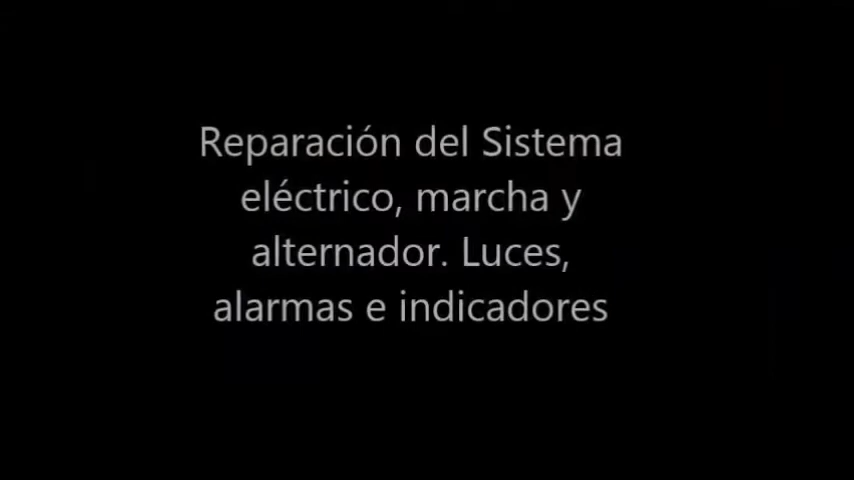 Reparación del Sistema
eléctrico, marcha y
alternador. Luces,
alarmas e indicadores